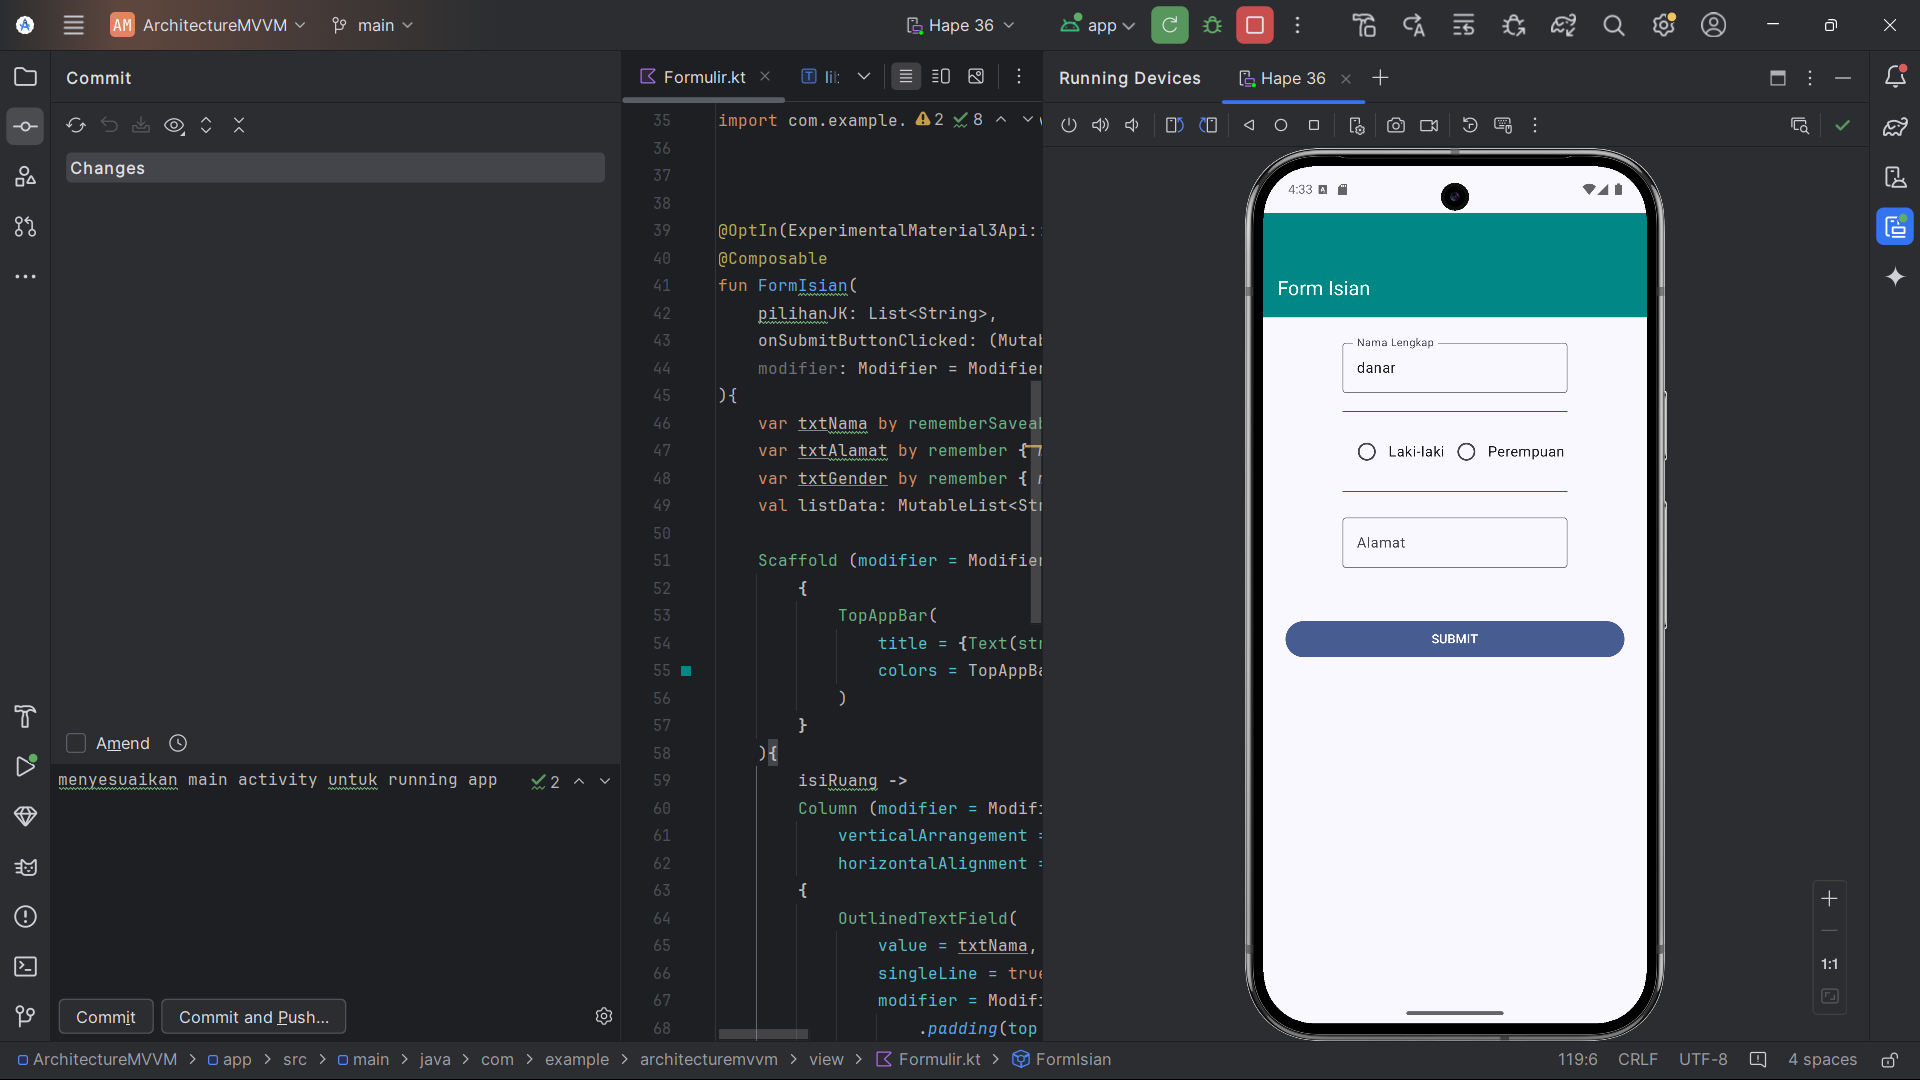 AM ArchitectureMVVM main Hape 36 app
Commit
Changes
Amend
menyesuaikan main activity untuk running app 2
Commit Commit and Push...
Formulir.kt
35 import com.example. 2 8
36
37
38
39 @OptIn(ExperimentalMaterial3Api:
40 @Composable
41 fun FormIsian(
42 pilihanJK: List<String>,
43 onSubmitButtonClicked: (Mutab
44 modifier: Modifier = Modifier
45 ){
46 var txtNama by rememberSaveab
47 var txtAlamat by remember {
48 var txtGender by remember {
49 val listData: MutableList<Str
50
51 Scaffold (modifier = Modifier
52 {
53 TopAppBar(
54 title = {Text(str
55 colors = TopAppBa
56 )
57 }
58 ){
59 isiRuang ->
60 Column (modifier = Modifi
61 verticalArrangement =
62 horizontalAlignment =
63 {
64 OutlinedTextField(
65 value = txtNama,
66 singleLine = true
67 modifier = Modifi
68 .padding(top
Running Devices Hape 36
4:33
Form Isian
Nama Lengkap
danar
Laki-laki Perempuan
Alamat
SUBMIT
1:1
ArchitectureMVVM > app > src > main > java > com > example > architecturemvvm > view > Formulir.kt > FormIsian 119:6 CRLF UTF-8 4 spaces